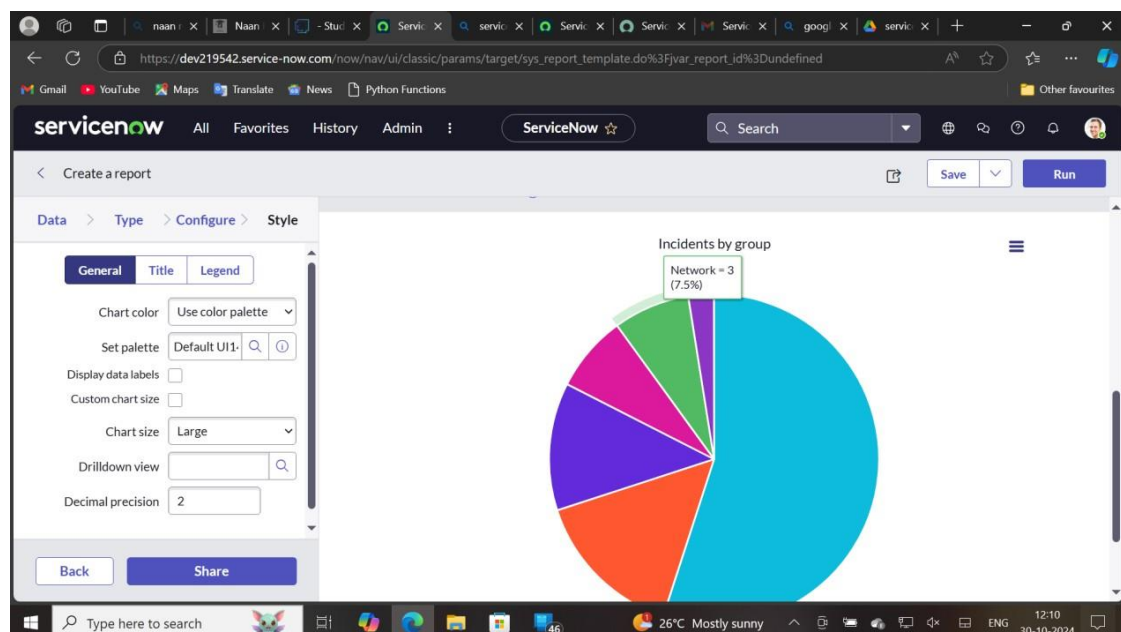 naan
Naan
- Stud
Servic
servic
Servic
Servic
Servic
googl
servic
https://dev219542.service-now.com/now/nav/ui/classic/params/target/sys_report_template.do%3Fjvar_report_id%3Dundefined
Gmail YouTube Maps Translate News Python Functions Other favourites
servicenow All Favorites History Admin ServiceNow Search
Create a report Save Run
Data > Type > Configure > Style
General Title Legend
Chart color Use color palette
Set palette Default UI1
Display data labels
Custom chart size
Chart size Large
Drilldown view
Decimal precision 2
Back Share
Incidents by group
Network = 3
(7.5%)
Type here to search 46 26°C Mostly sunny ENG 12:10
30-10-2024